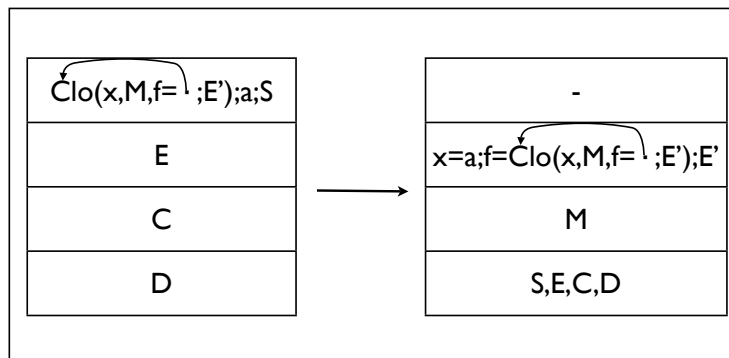 Clo(x,M,f= · ;E');a;S
E
C
D
-
x=a;f=Clo(x,M,f= · ;E');E'
M
S,E,C,D